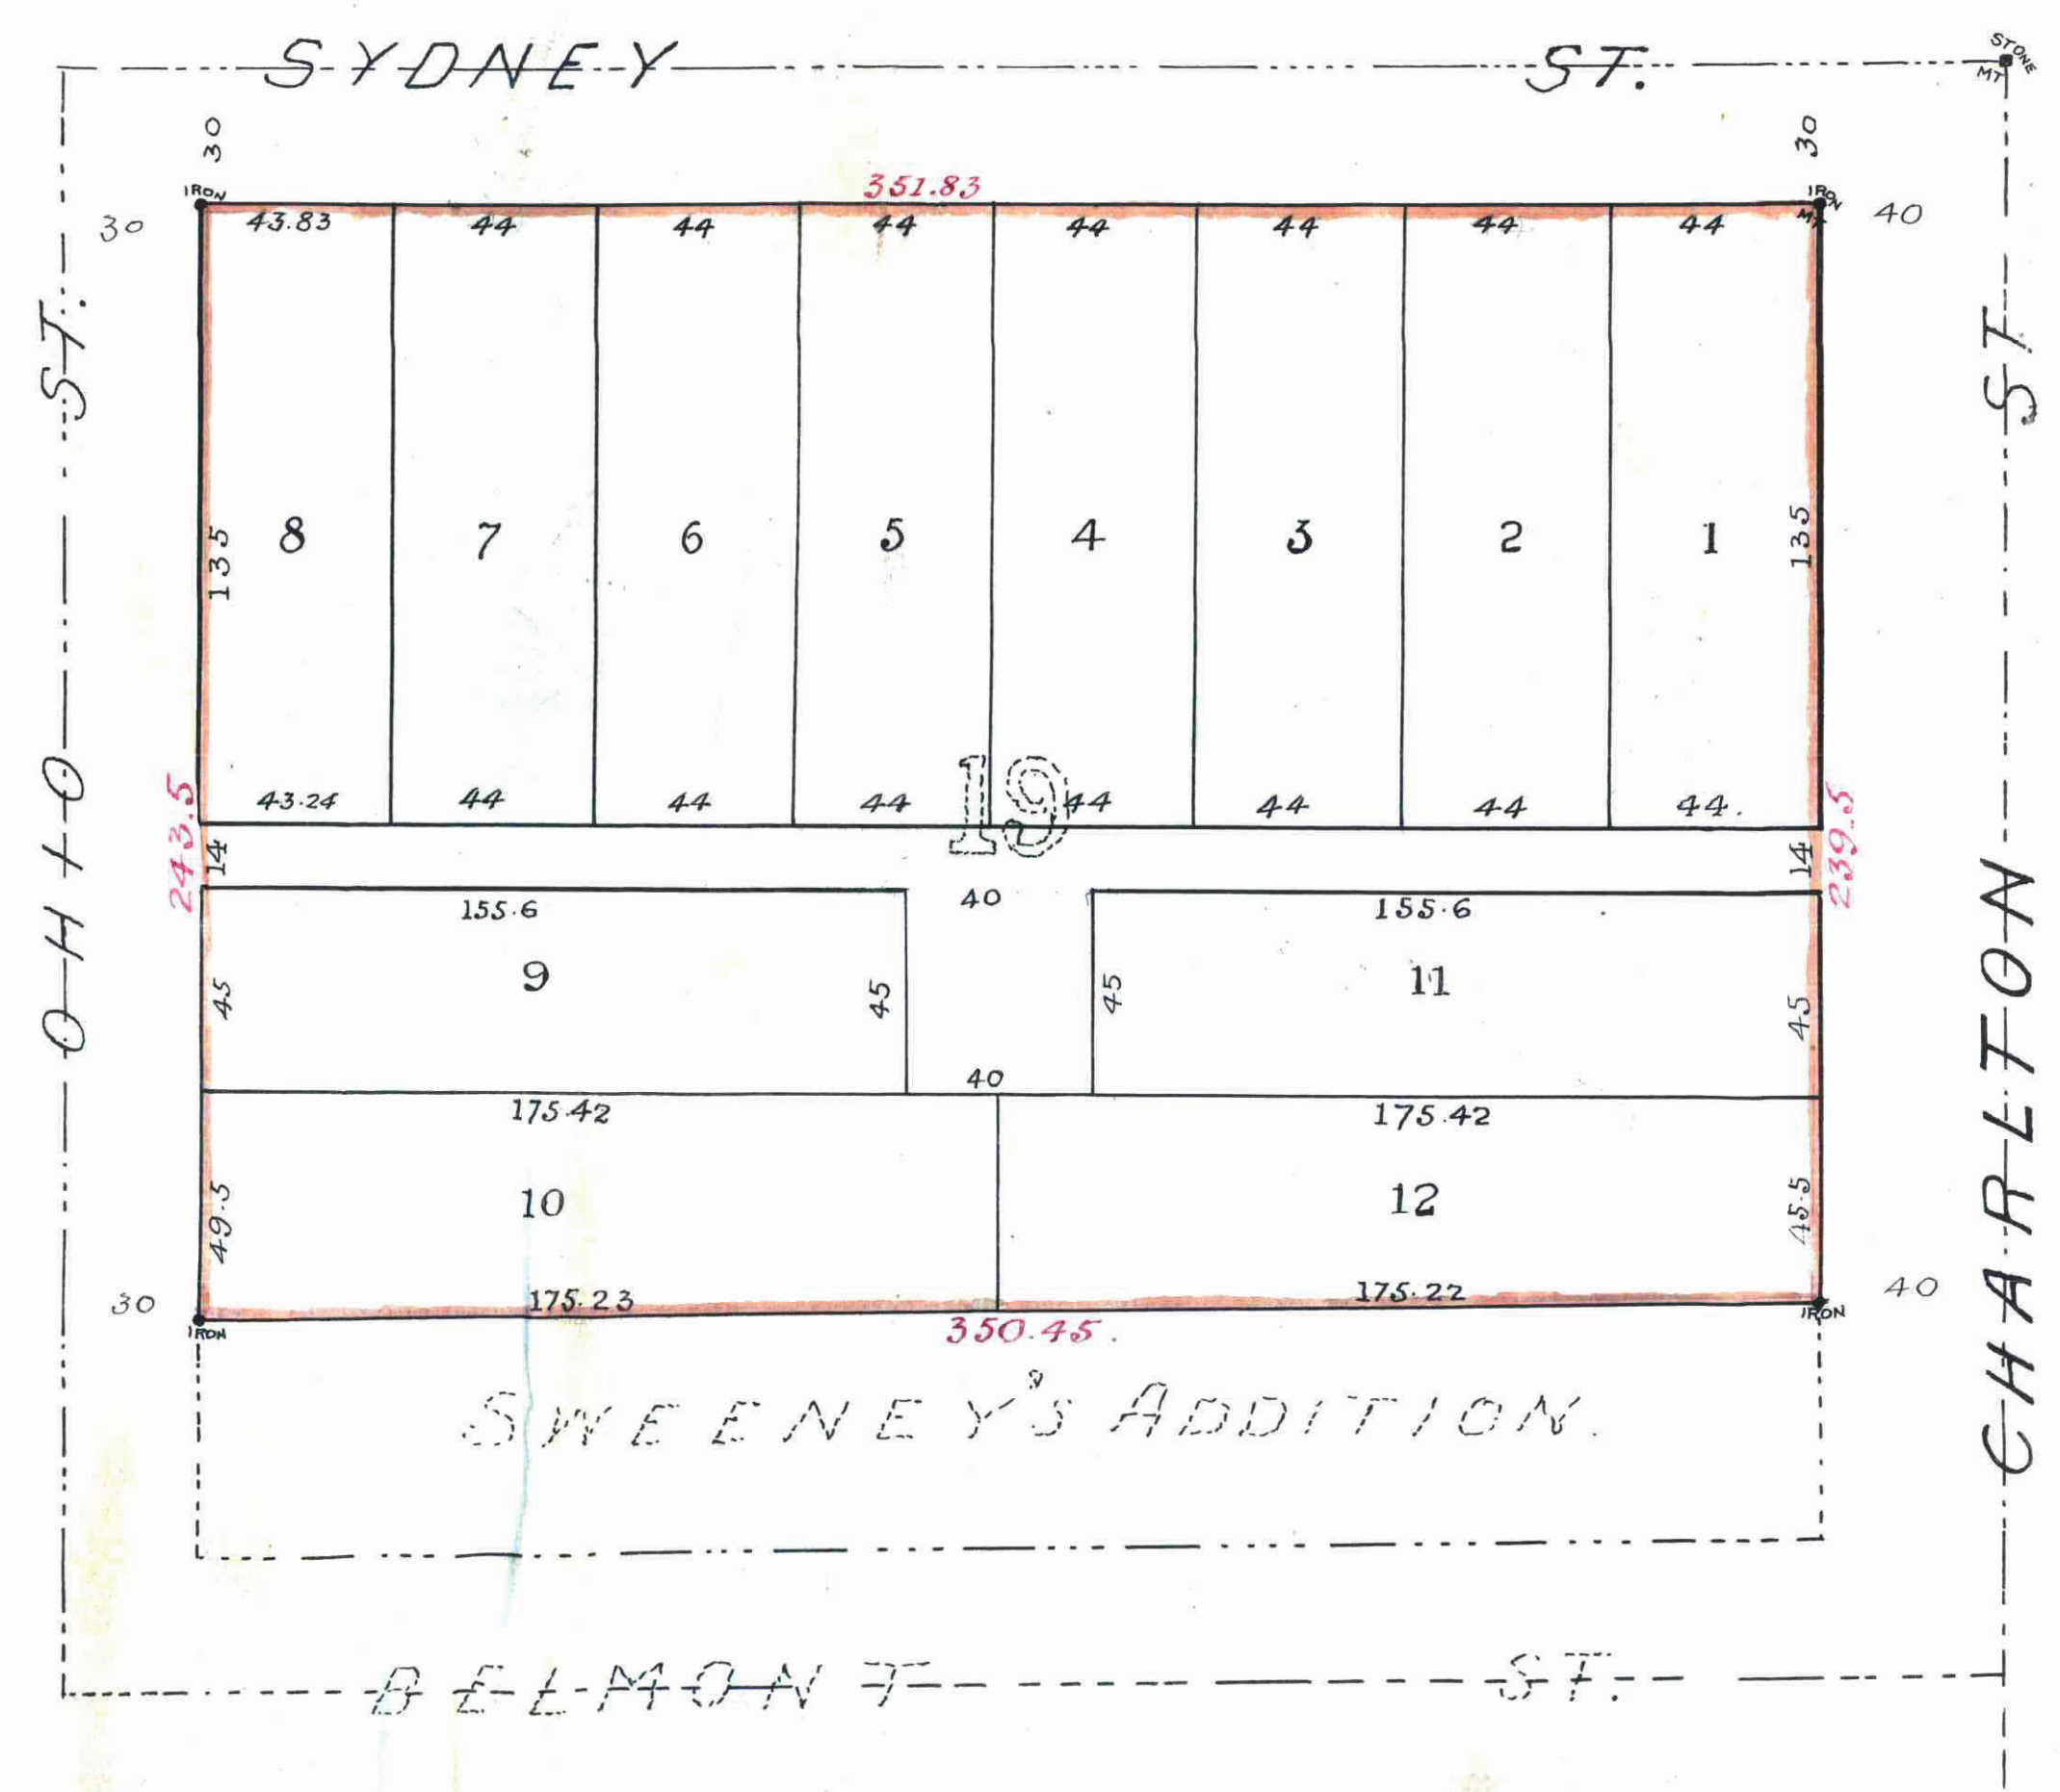 SYDNEY ST.
STONE
MT
30
30
IRON
351.83
IRON
MT
30
43.83 44 44 44 44 44 44 44
40
ST.
ST
135
8 7 6 5 4 3 2 1
135
OHIO
CHARLTON
243.5
43.24 44 44 44 44 44 44 44.
239.5
19
14
14
155.6
40
155.6
45
9
45
45
11
45
40
175.42
175.42
49.5
10
12
45.5
30
175.23
175.22
40
IRON
350.45.
IRON
SWEENEY'S ADDITION.
BELMONT ST.